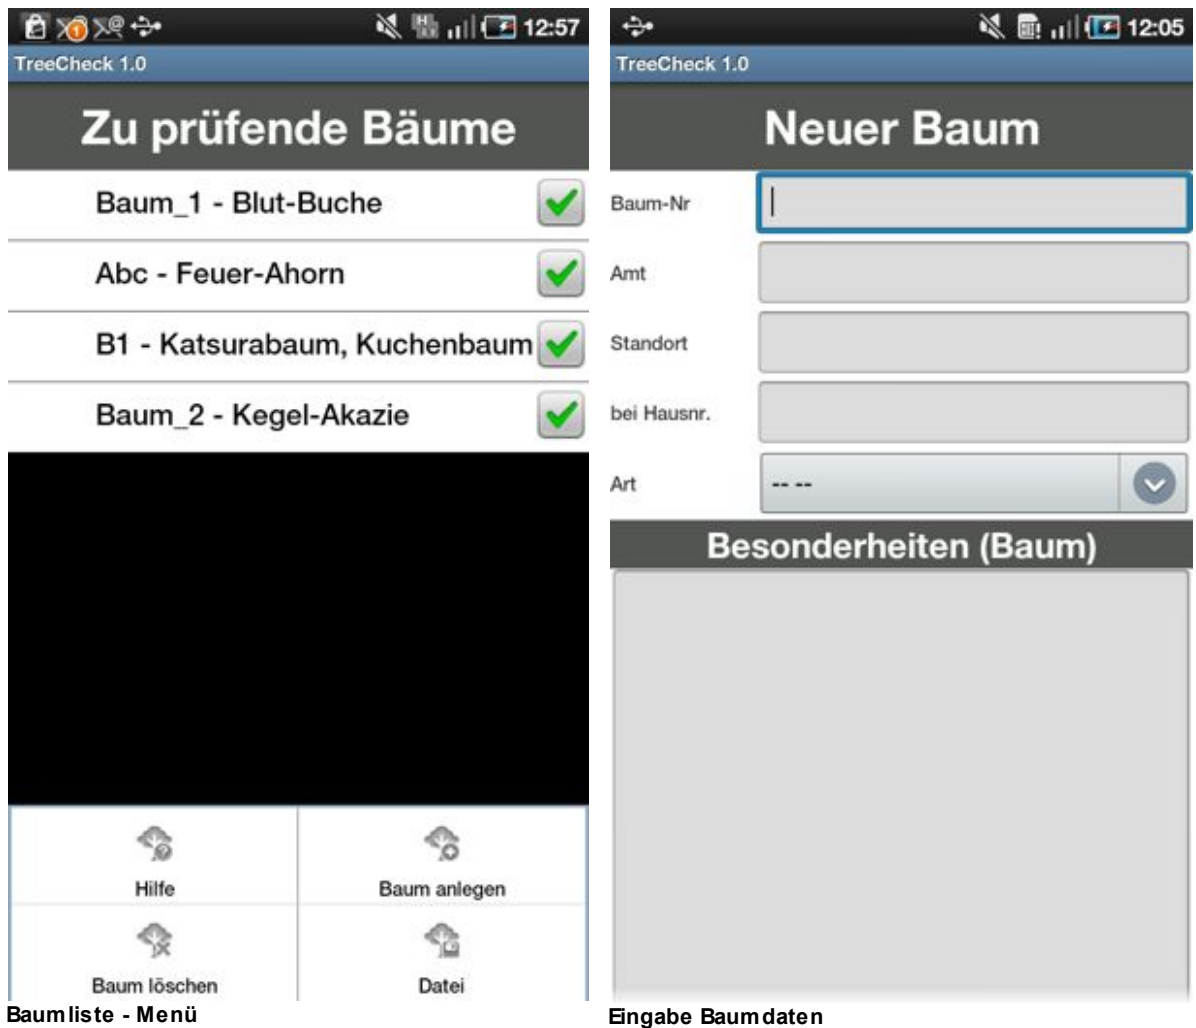 12:57
TreeCheck 1.0
Zu prüfende Bäume
Baum_1 - Blut-Buche
Abc - Feuer-Ahorn
B1 - Katsurabaum, Kuchenbaum
Baum_2 - Kegel-Akazie
Hilfe
Baum anlegen
Baum löschen
Datei
Baumliste - Menü
12:05
TreeCheck 1.0
Neuer Baum
Baum-Nr
Amt
Standort
bei Hausnr.
Art
-- --
Besonderheiten (Baum)
Eingabe Baumdaten